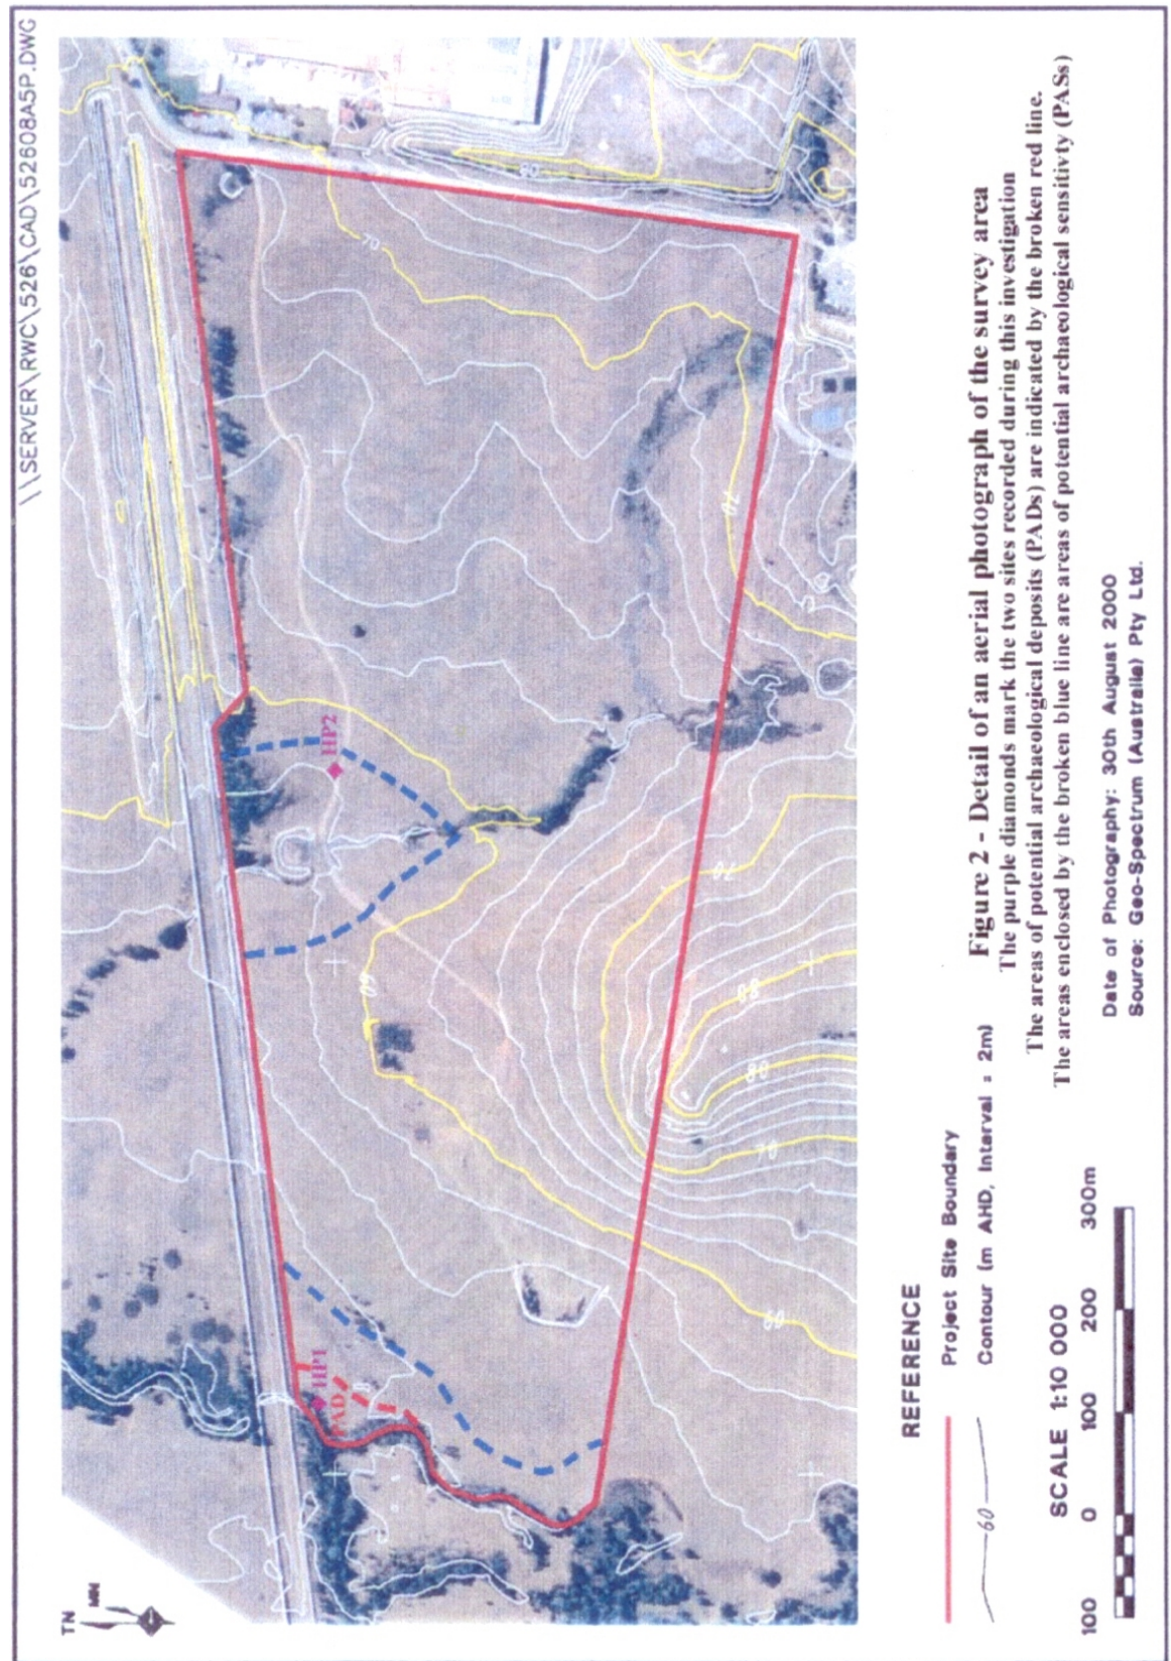 \\SERVER\RWC\526\CAD\52608A5P.DWG
TN
MN
HP1
PAD
HP2
60
60
70
70
70
80
88
88
REFERENCE
Project Site Boundary
60
Contour (m AHD, Interval = 2m)
SCALE 1:10 000
100 0 100 200 300m
Figure 2 - Detail of an aerial photograph of the survey area
The purple diamonds mark the two sites recorded during this investigation
The areas of potential archaeological deposits (PADs) are indicated by the broken red line.
The areas enclosed by the broken blue line are areas of potential archaeological sensitivity (PASs)
Date of Photography: 30th August 2000
Source: Geo-Spectrum (Australia) Pty Ltd.